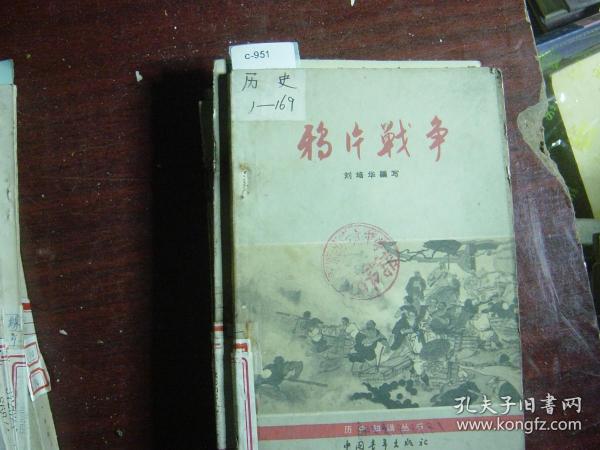 c-951
历史
1—169
鸦片战争
刘培华编写
历史知识丛书
中国青年出版社
孔夫子旧书网
www.kongfz.com